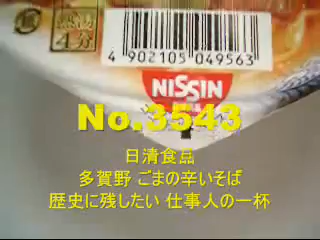 熱湯
4分
4 902105 049563
NISSIN
No.3543
日清食品
多賀野 ごまの辛いそば
歴史に残したい 仕事人の一杯